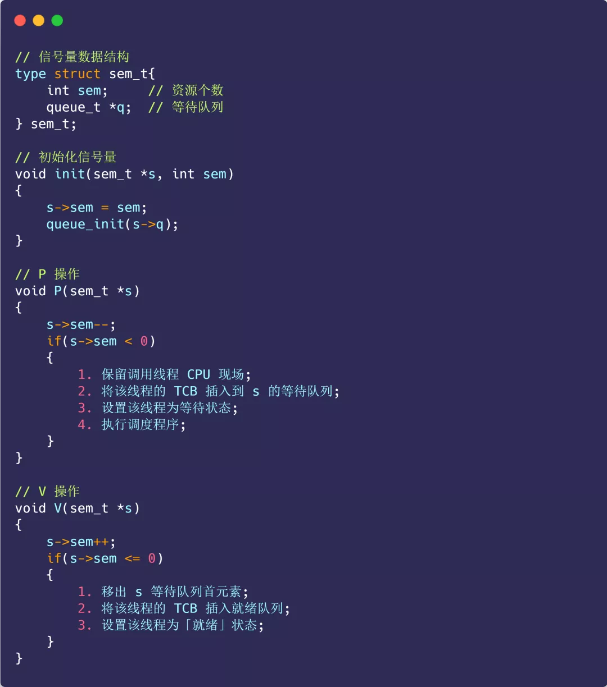 // 信号量数据结构
type struct sem_t{
    int sem;     // 资源个数
    queue_t *q;  // 等待队列
} sem_t;

// 初始化信号量
void init(sem_t *s, int sem)
{
    s->sem = sem;
    queue_init(s->q);
}

// P 操作
void P(sem_t *s)
{
    s->sem--;
    if(s->sem < 0)
    {
        1. 保留调用线程 CPU 现场;
        2. 将该线程的 TCB 插入到 s 的等待队列;
        3. 设置该线程为等待状态;
        4. 执行调度程序;
    }
}

// V 操作
void V(sem_t *s)
{
    s->sem++;
    if(s->sem <= 0)
    {
        1. 移出 s 等待队列首元素;
        2. 将该线程的 TCB 插入就绪队列;
        3. 设置该线程为「就绪」状态;
    }
}